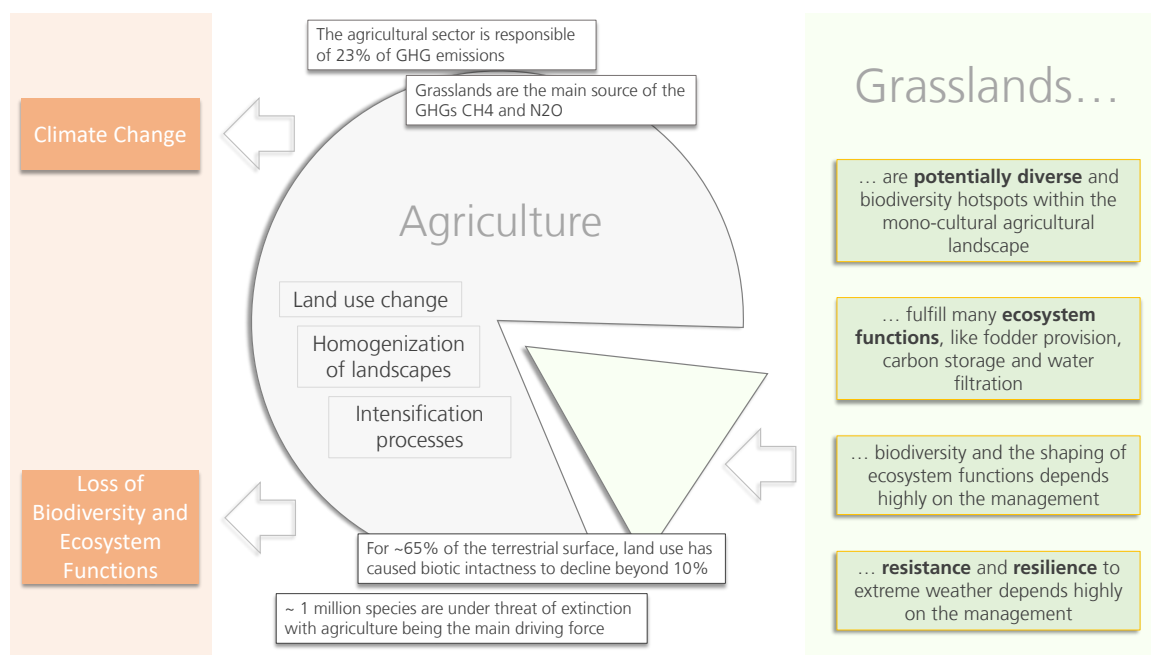 The agricultural sector is responsible
of 23% of GHG emissions
Grasslands are the main source of the
GHGs CH4 and N2O
Climate Change
Agriculture
Land use change
Homogenization
of landscapes
Intensification
processes
Loss of
Biodiversity and
Ecosystem
Functions
For ~65% of the terrestrial surface, land use has
caused biotic intactness to decline beyond 10%
~ 1 million species are under threat of extinction
with agriculture being the main driving force
Grasslands…
… are potentially diverse and
biodiversity hotspots within the
mono-cultural agricultural
landscape
… fulfill many ecosystem
functions, like fodder provision,
carbon storage and water
filtration
… biodiversity and the shaping of
ecosystem functions depends
highly on the management
… resistance and resilience to
extreme weather depends highly
on the management